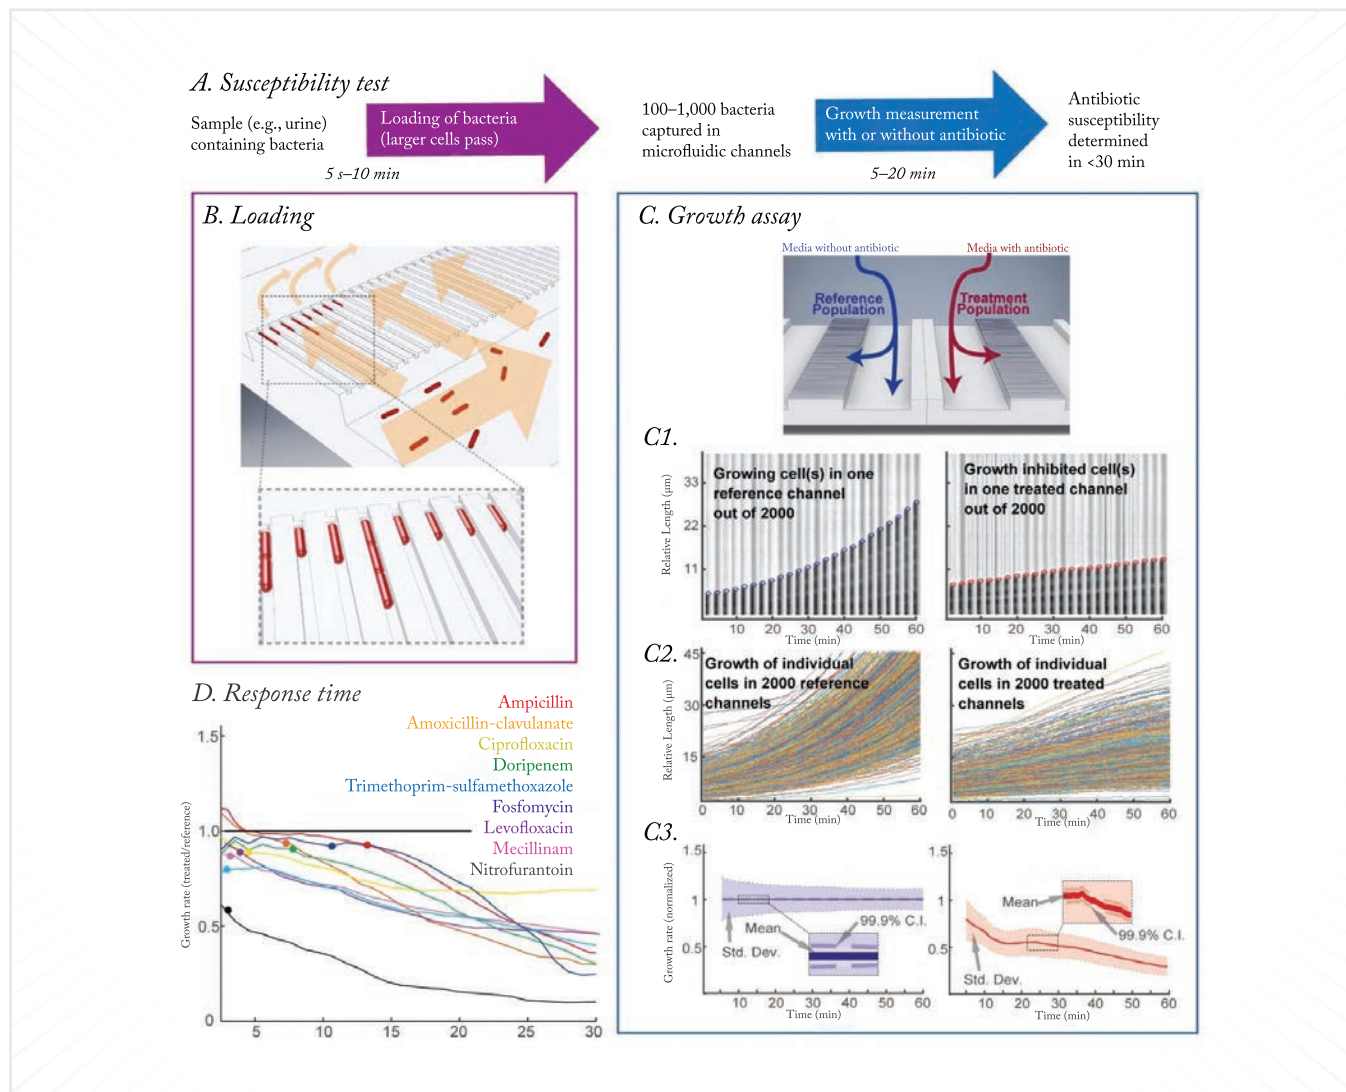 A. Susceptibility test
Sample (e.g., urine)
containing bacteria
Loading of bacteria
(larger cells pass)
5 s–10 min
100–1,000 bacteria
captured in
microfluidic channels
Growth measurement
with or without antibiotic
5–20 min
Antibiotic
susceptibility
determined
in <30 min
B. Loading
C. Growth assay
Media without antibiotic
Media with antibiotic
Reference
Population
Treatment
Population
C1.
Relative Length (µm)
33
22
11
Growing cell(s) in one
reference channel
out of 2000
10 20 30 40 50 60
Time (min)
Growth inhibited cell(s)
in one treated channel
out of 2000
10 20 30 40 50 60
Time (min)
C2.
Relative Length (µm)
45
30
15
Growth of individual
cells in 2000 reference
channels
0 10 20 30 40 50 60
Time (min)
Growth of individual
cells in 2000 treated
channels
0 10 20 30 40 50 60
Time (min)
C3.
Growth rate (normalized)
1.5
1
0.5
Mean
99.9% C.I.
Std. Dev.
10 20 30 40 50 60
Time (min)
1.5
1
0.5
Mean
99.9% C.I.
Std. Dev.
10 20 30 40 50 60
Time (min)
D. Response time
Ampicillin
Amoxicillin-clavulanate
Ciprofloxacin
Doripenem
Trimethoprim-sulfamethoxazole
Fosfomycin
Levofloxacin
Mecillinam
Nitrofurantoin
Growth rate (treated/reference)
1.5
1.0
0.5
0
5 10 15 20 25 30